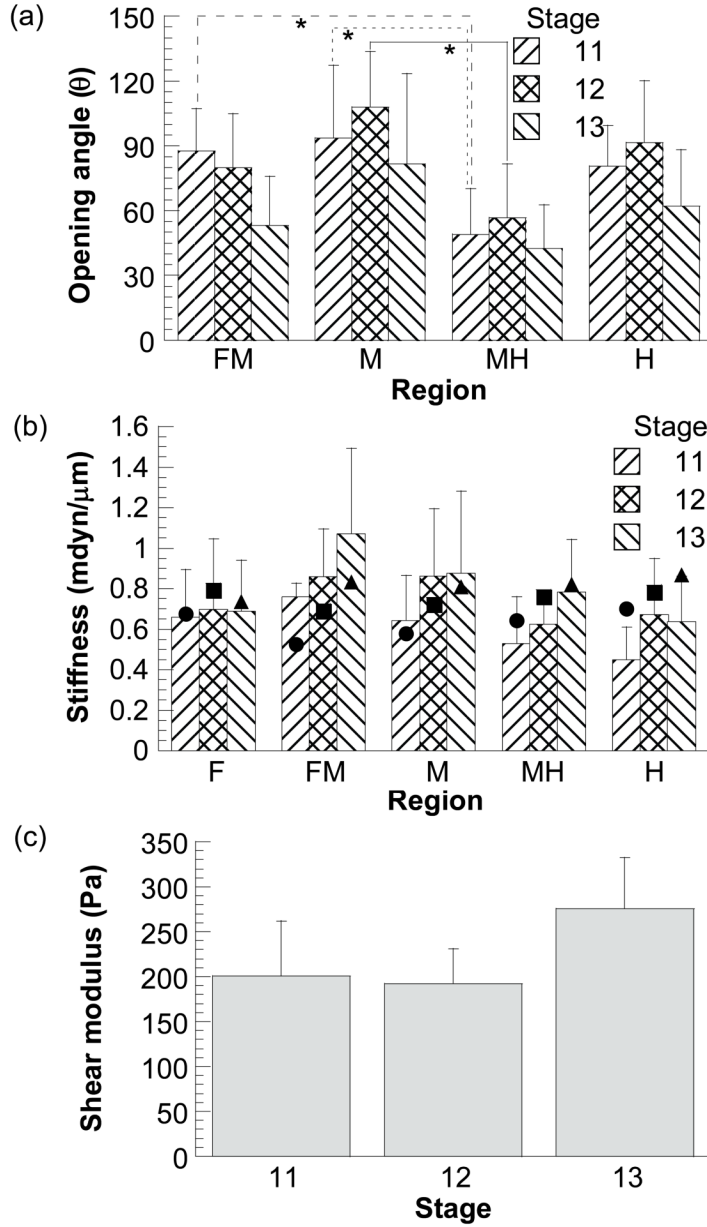 (a)
Stage
11
12
13
* * *
Opening angle (θ)
150
120
90
60
30
0
FM M MH H
Region
(b)
Stage
11
12
13
Stiffness (mdyn/μm)
1.6
1.4
1.2
1
0.8
0.6
0.4
0.2
0
F FM M MH H
Region
(c)
Shear modulus (Pa)
350
300
250
200
150
100
50
0
11 12 13
Stage